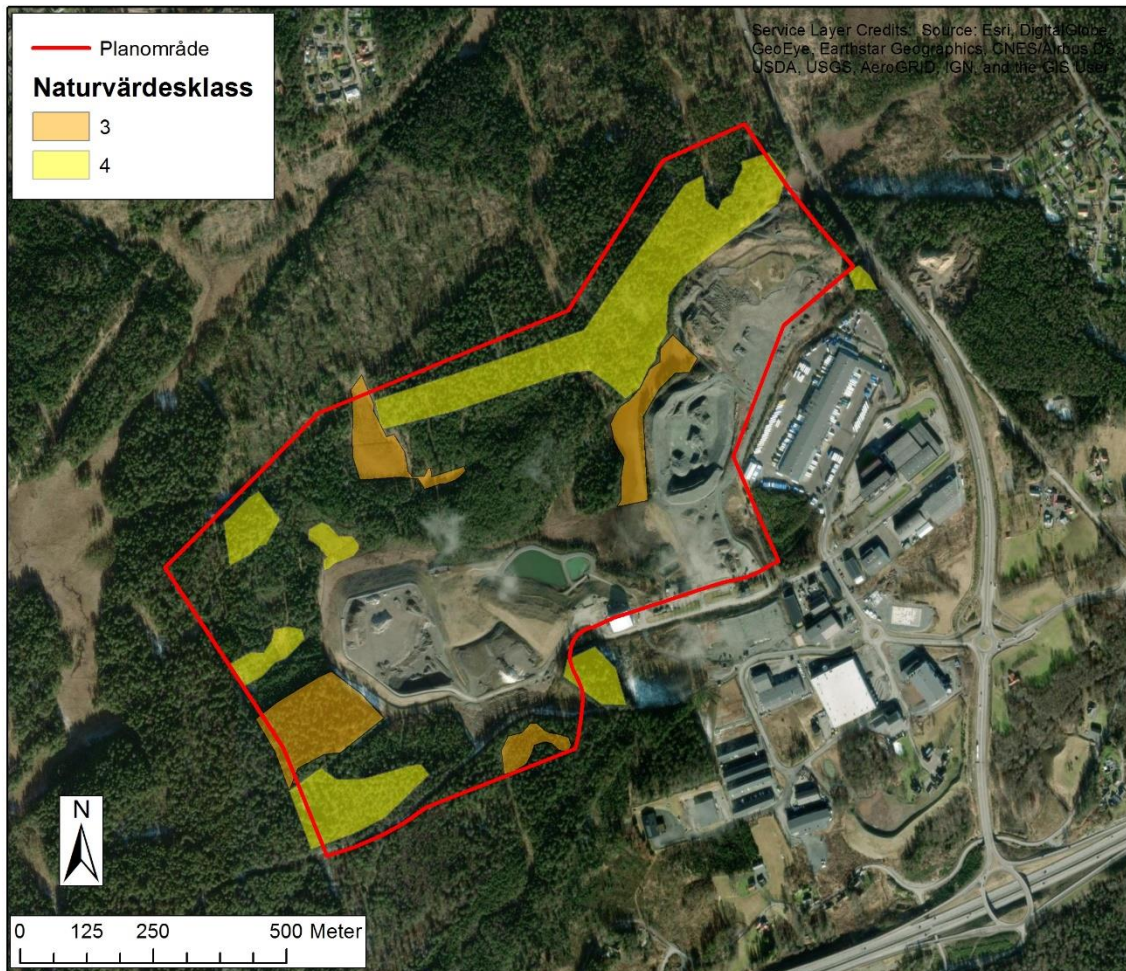 Planområde
Naturvärdesklass
3
4
Service Layer Credits: Source: Esri, DigitalGlobe,
GeoEye, Earthstar Geographics, CNES/Airbus DS,
USDA, USGS, AeroGRID, IGN, and the GIS User
N
0 125 250 500 Meter